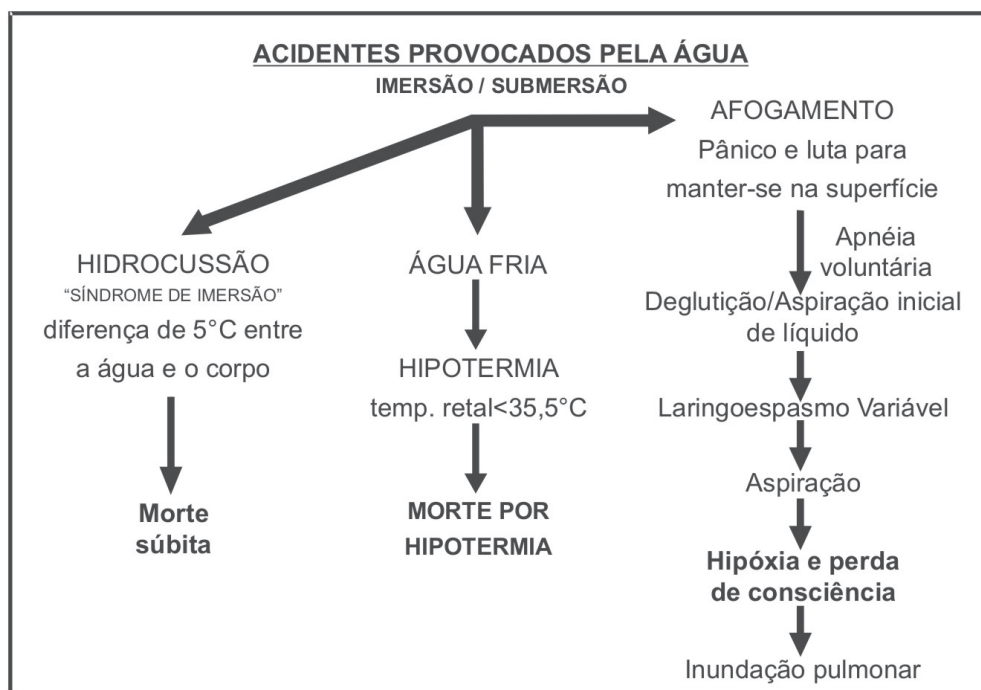 ACIDENTES PROVOCADOS PELA ÁGUA
IMERSÃO / SUBMERSÃO
HIDROCUSSÃO
“SÍNDROME DE IMERSÃO”
diferença de 5°C entre
a água e o corpo
Morte
súbita
ÁGUA FRIA
HIPOTERMIA
temp. retal<35,5°C
MORTE POR
HIPOTERMIA
AFOGAMENTO
Pânico e luta para
manter-se na superfície
Apnéia
voluntária
Deglutição/Aspiração inicial
de líquido
Laringoespasmo Variável
Aspiração
Hipóxia e perda
de consciência
Inundação pulmonar